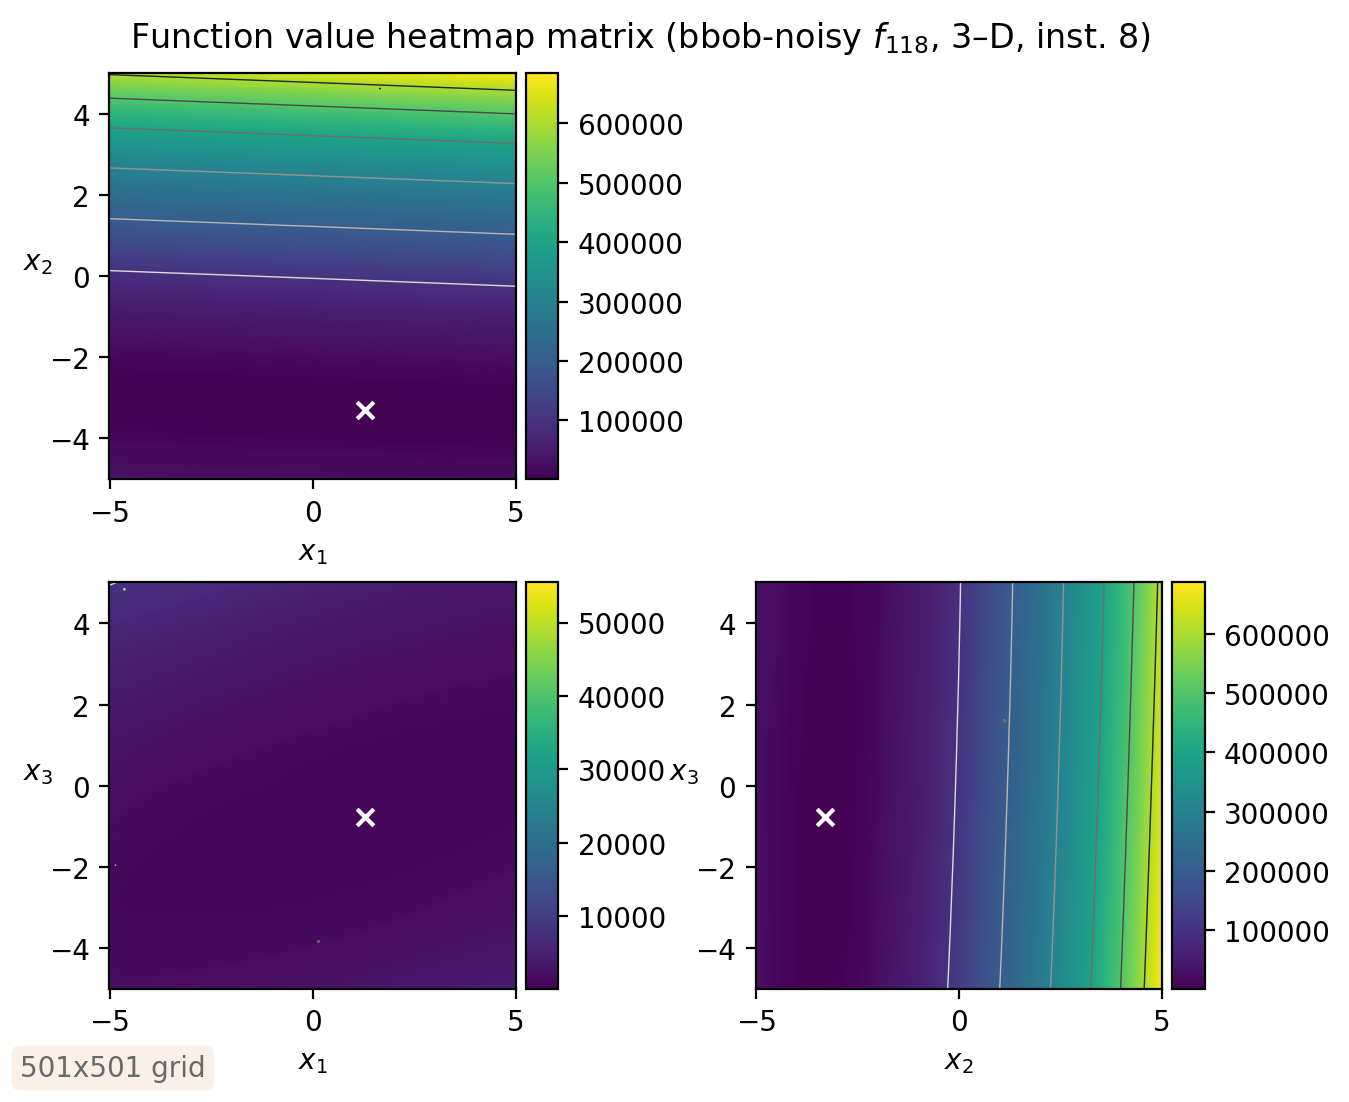 Function value heatmap matrix (bbob-noisy f118, 3–D, inst. 8)
4
2
0
−2
−4
x2
−5 0 5
x1
600000
500000
400000
300000
200000
100000
4
2
0
−2
−4
x3
−5 0 5
x1
50000
40000
30000
20000
10000
4
2
0
−2
−4
x3
−5 0 5
x2
600000
500000
400000
300000
200000
100000
501x501 grid